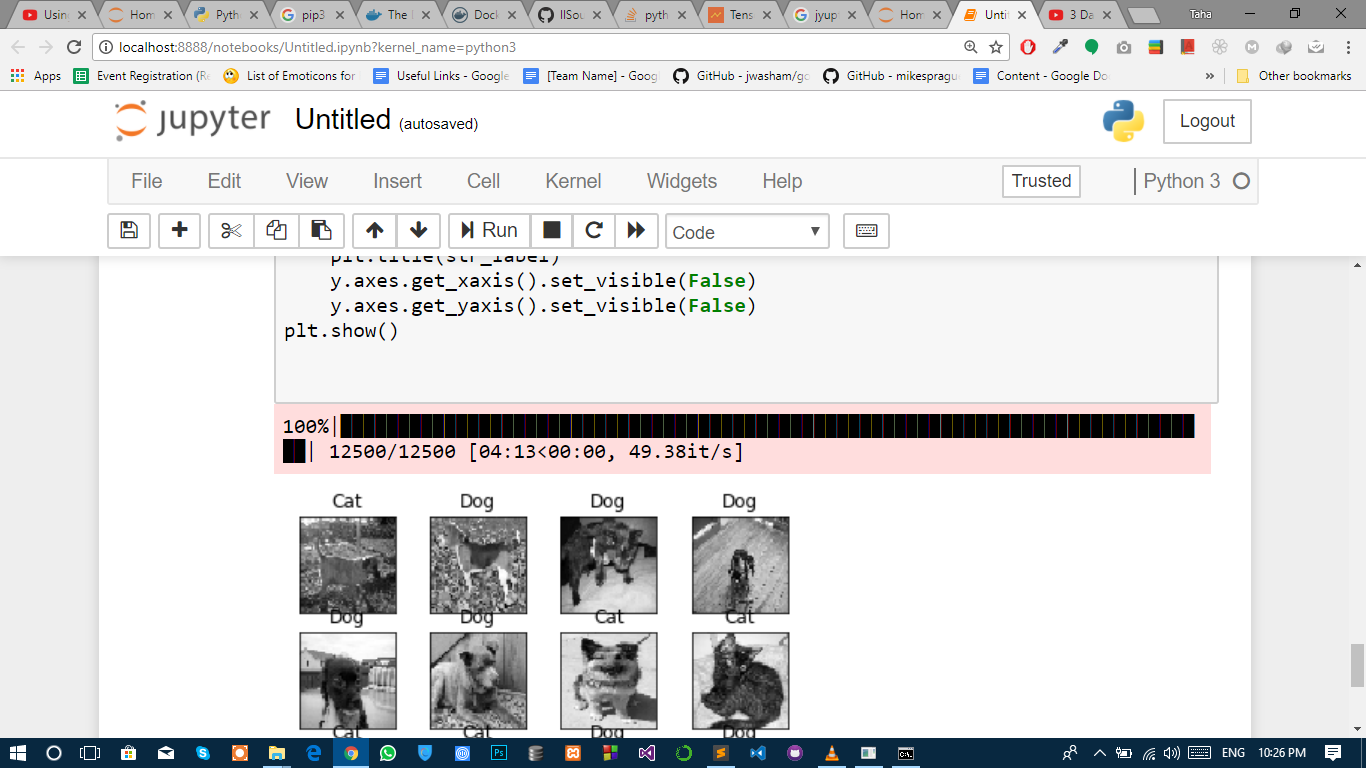 Usin Hom Pyth pip3 The Dock IlSou pyth Tens jyup Hom Unti 3 Da Taha
localhost:8888/notebooks/Untitled.ipynb?kernel_name=python3
Apps Event Registration (Re List of Emoticons for Useful Links - Google [Team Name] - Goog GitHub - jwasham/go GitHub - mikesprague Content - Google Do » Other bookmarks
jupyter Untitled (autosaved) Logout
File Edit View Insert Cell Kernel Widgets Help Trusted Python 3
Run Code
plt.title(str_label)
y.axes.get_xaxis().set_visible(False)
y.axes.get_yaxis().set_visible(False)
plt.show()
100%|
| 12500/12500 [04:13<00:00, 49.38it/s]
Cat Dog Dog Dog
Dog Dog Cat Cat
Cat Dog Dog
ENG 10:26 PM